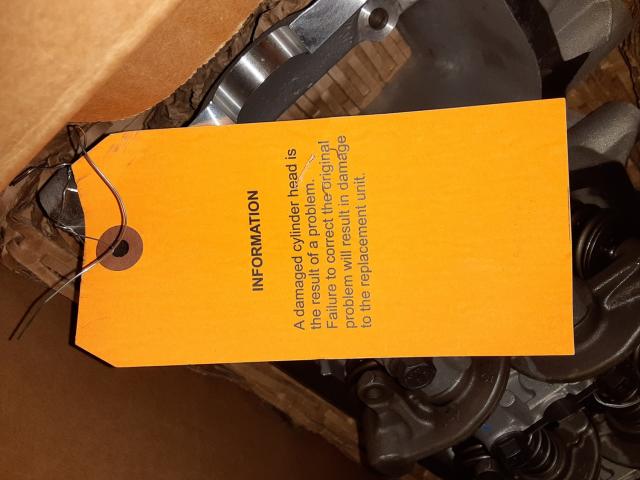 INFORMATION
A damaged cylinder head is
the result of a problem.
Failure to correct the original
problem will result in damage
to the replacement unit.